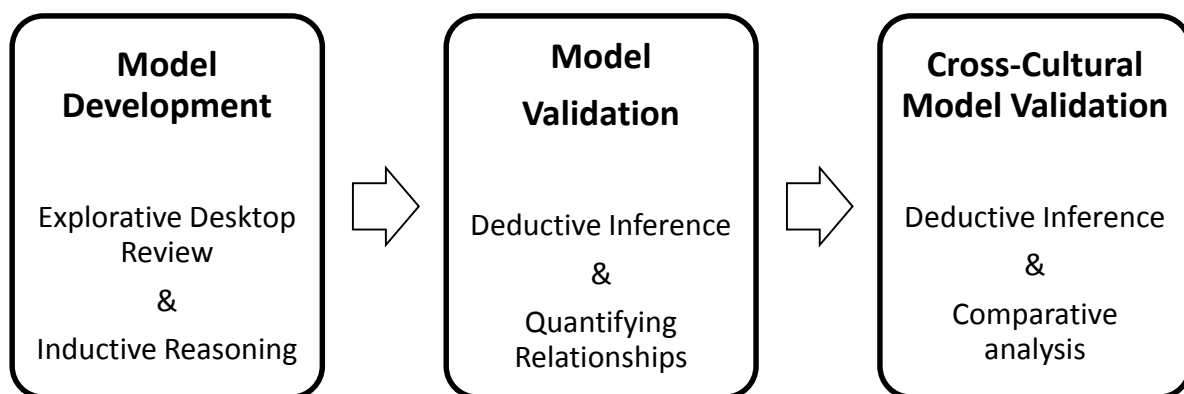 Model
Development
Explorative Desktop
Review
&
Inductive Reasoning
Model
Validation
Deductive Inference
&
Quantifying
Relationships
Cross-Cultural
Model Validation
Deductive Inference
&
Comparative
analysis